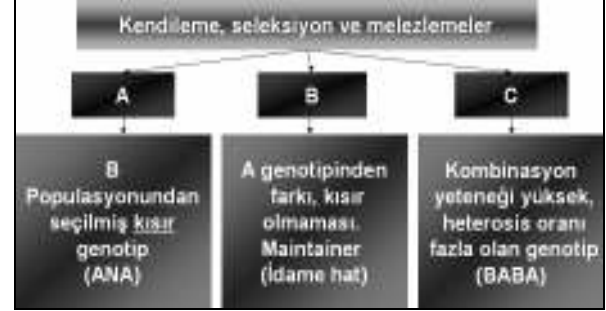 Kendileme, seleksiyon ve melezlemeler
A
B
C
B
Populasyonundan
seçilmiş kısır
genotip
(ANA)
A genotipinden
farkı, kısır
olmaması.
Maintainer
(İdame hat)
Kombinasyon
yeteneği yüksek,
heterosis oranı
fazla olan genotip
(BABA)